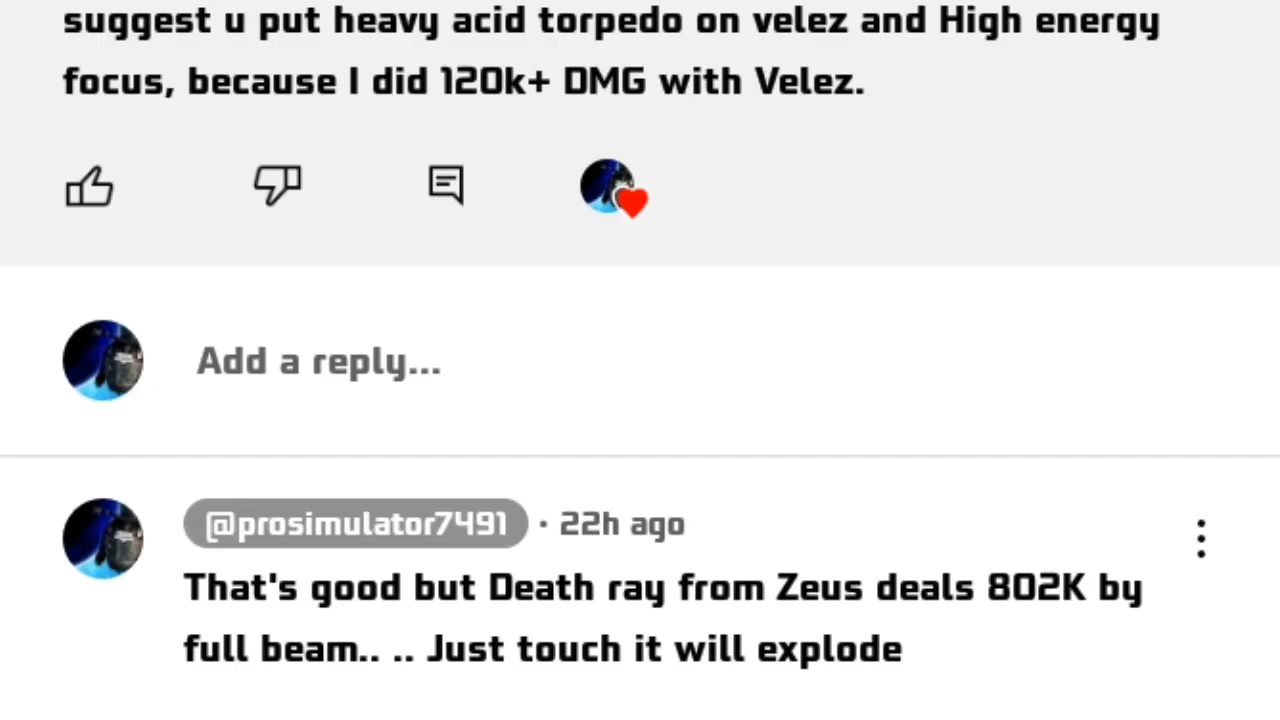 suggest u put heavy acid torpedo on velez and High energy
focus, because I did 120k+ DMG with Velez.
Add a reply...
@prosimulator7491 · 22h ago
That's good but Death ray from Zeus deals 802K by
full beam.. .. Just touch it will explode